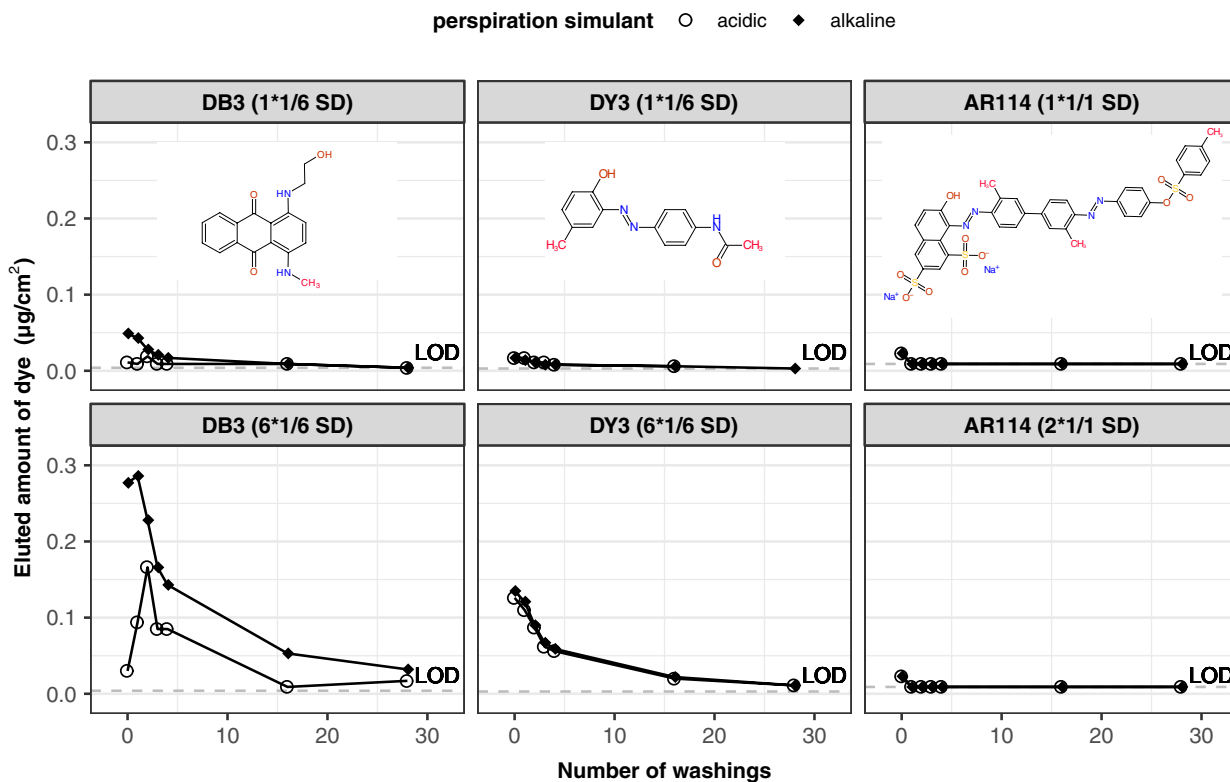 perspiration simulant acidic alkaline
DB3 (1*1/6 SD) DY3 (1*1/6 SD) AR114 (1*1/1 SD)
Eluted amount of dye (µg/cm²)
0.3
0.2
0.1
0.0
OH
O
HN
O
HN
CH₃
OH
N
N
H₃C
H
N
O
CH₃
CH₃
O
S
O
O
N
N
H₃C
CH₃
OH
N
N
O
S
O⁻
O
Na⁺
O
S
O
O⁻
Na⁺
LOD LOD LOD
DB3 (6*1/6 SD) DY3 (6*1/6 SD) AR114 (2*1/1 SD)
0.3
0.2
0.1
0.0
LOD LOD LOD
0 10 20 30 0 10 20 30 0 10 20 30
Number of washings